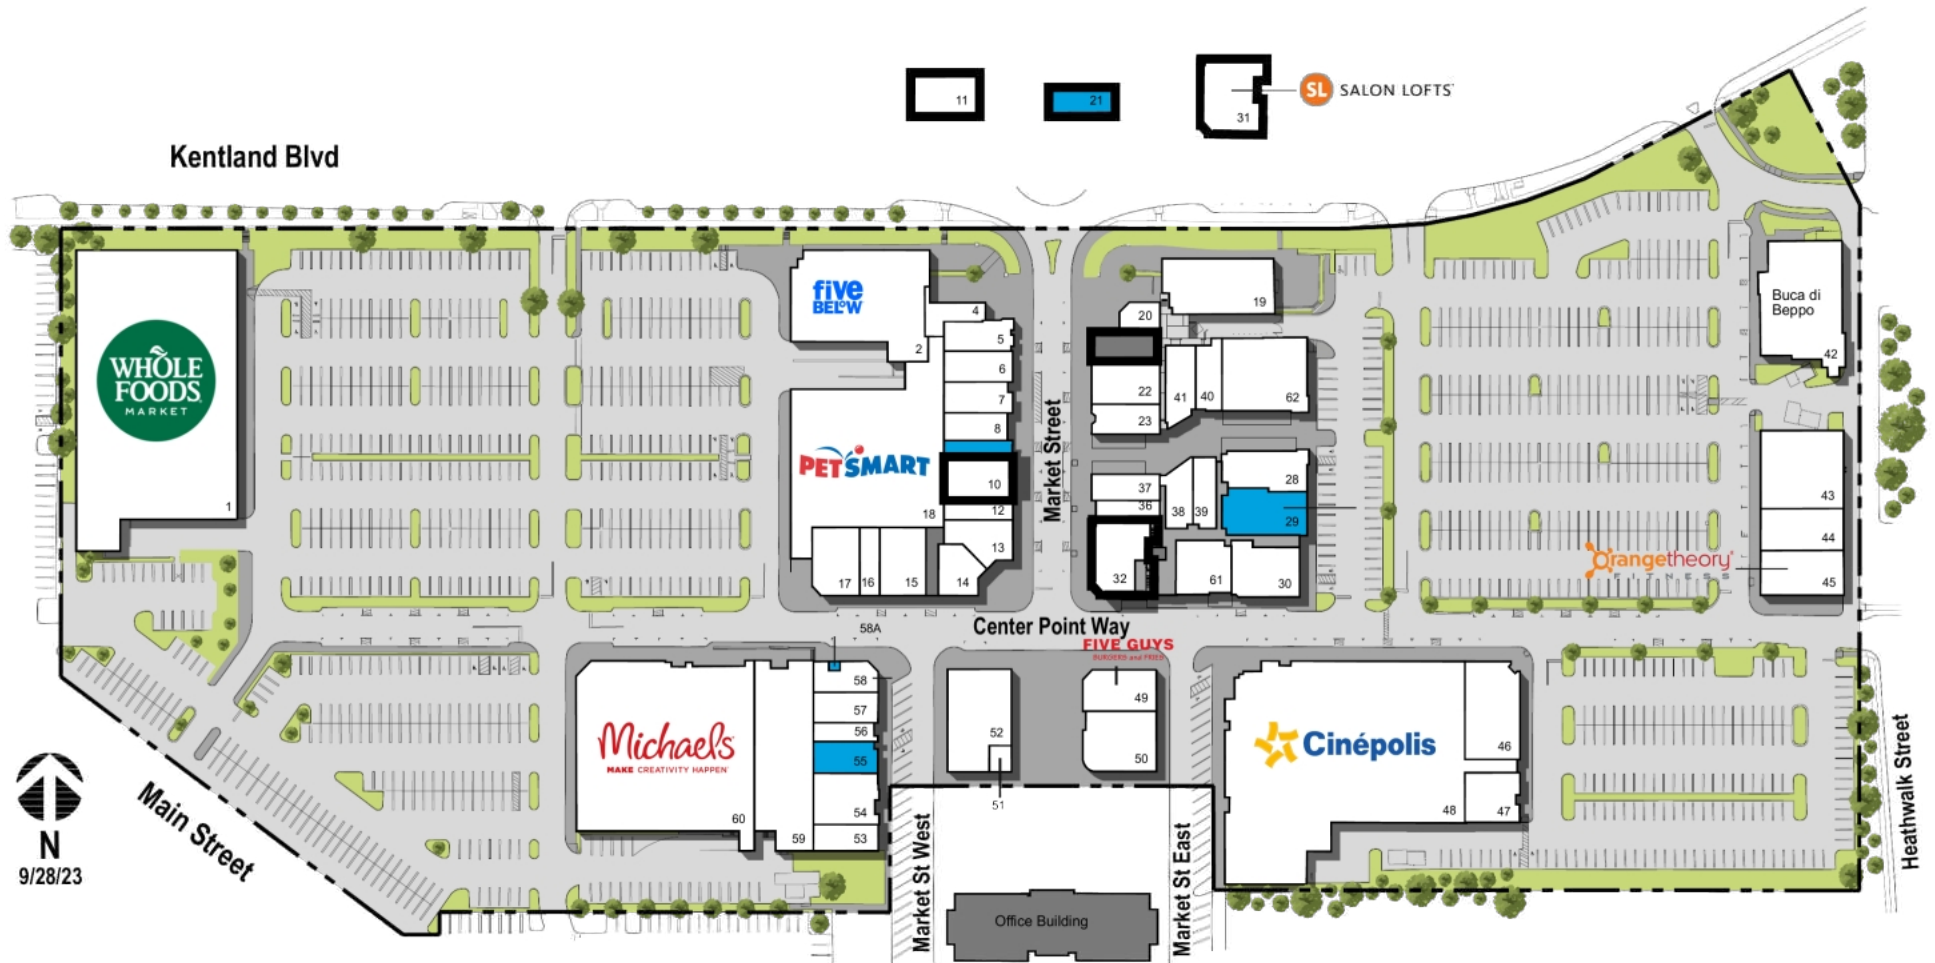 11
21
31
SL SALON LOFTS
Kentland Blvd
five
BELOW
2
4
5
6
7
8
10
12
13
14
15
16
17
18
PETSMART
WHOLE
FOODS
MARKET
1
Market Street
19
20
22
23
41
40
62
37
36
38
39
28
29
32
61
30
Buca di
Beppo
42
43
44
45
Orangetheory
FITNESS
58A
Center Point Way
FIVE GUYS
BURGERS and FRIES
Michaels
MAKE CREATIVITY HAPPEN
60
59
58
57
56
55
54
53
52
51
49
50
Cinépolis
46
48
47
Heathwalk Street
Main Street
N
9/28/23
Market St West
Market St East
Office Building